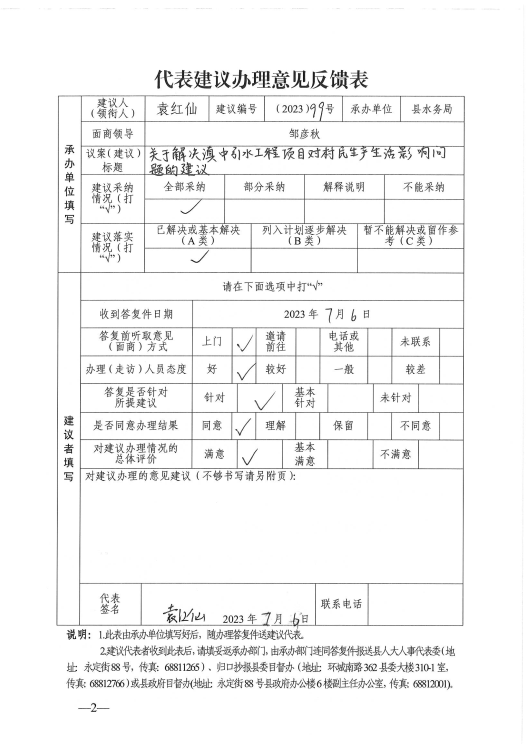 代表建议办理意见反馈表
承办单位填写
建议人（领衔人） 袁红仙 建议编号 （2023）99号 承办单位 县水务局
面商领导 邹彦秋
议案（建议）标题 关于解决滇中引水工程项目对村民生产生活影响问
题的建议
建议采纳情况（打“√”） 全部采纳 部分采纳 解释说明 不能采纳
√
建议落实情况（打“√”） 已解决或基本解决（A类） 列入计划逐步解决（B类） 暂不能解决或留作参考（C类）
√
建议者填写
请在下面选项中打“√”
收到答复件日期 2023年7月6日
答复前听取意见（面商）方式 上门 √ 邀请前往 电话或其他 未联系
办理（走访）人员态度 好 √ 较好 一般 较差
答复是否针对所提建议 针对 √ 基本针对 未针对
是否同意办理结果 同意 √ 理解 保留 不同意
对建议办理情况的总体评价 满意 √ 基本满意 不满意
对建议办理的意见建议（不够书写请另附页）：
代表签名 袁红仙 2023年7月6日 联系电话
说明：1.此表由承办单位填写好后，随办理答复件送建议代表。
2.建议代表者收到此表后，请填妥返承办部门，由承办部门连同答复件报送县人大人事代表委（地
址：永定街88号，传真：68811265）、归口抄报县委目督办（地址：环城南路362县委大楼310-1室，
传真：68812766）或县政府目督办（地址：永定街88号县政府办公楼6楼副主任办公室，传真：68812001）。
—2—